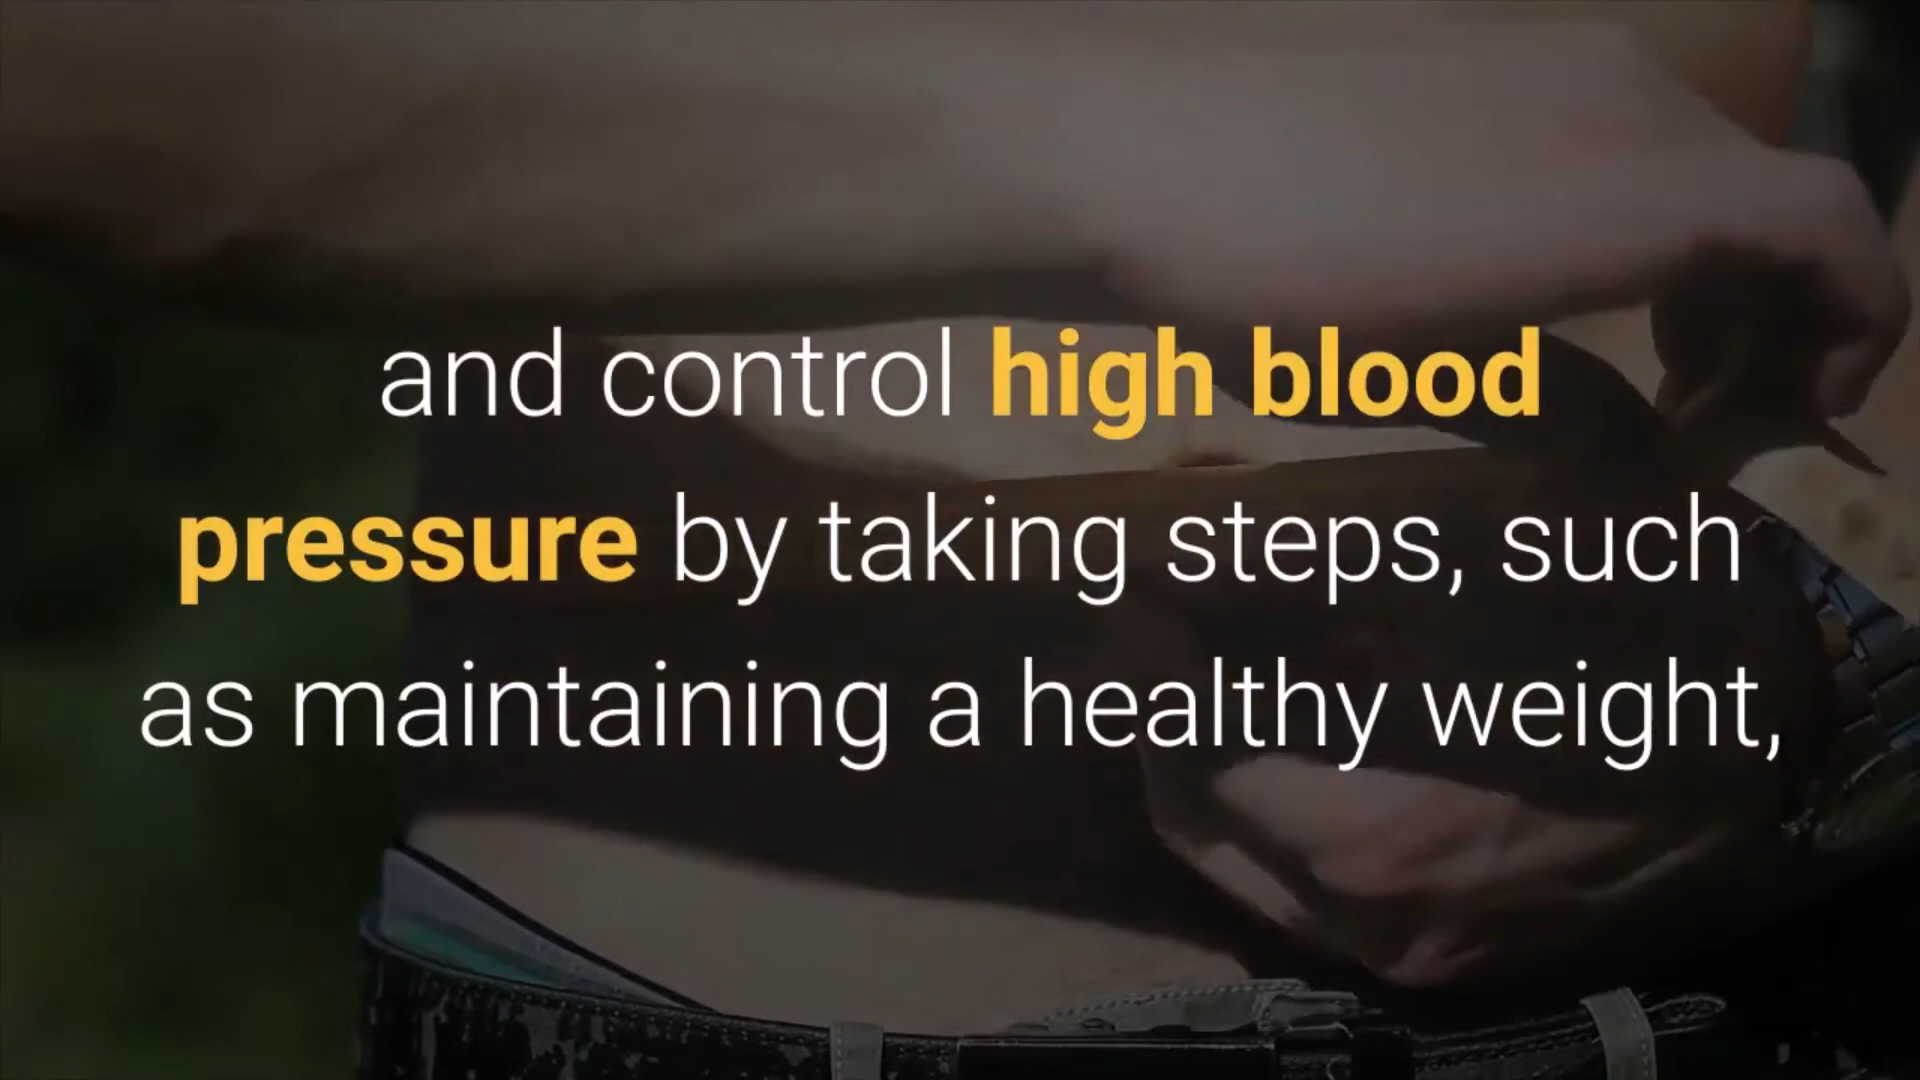 and control high blood
pressure by taking steps, such
as maintaining a healthy weight,